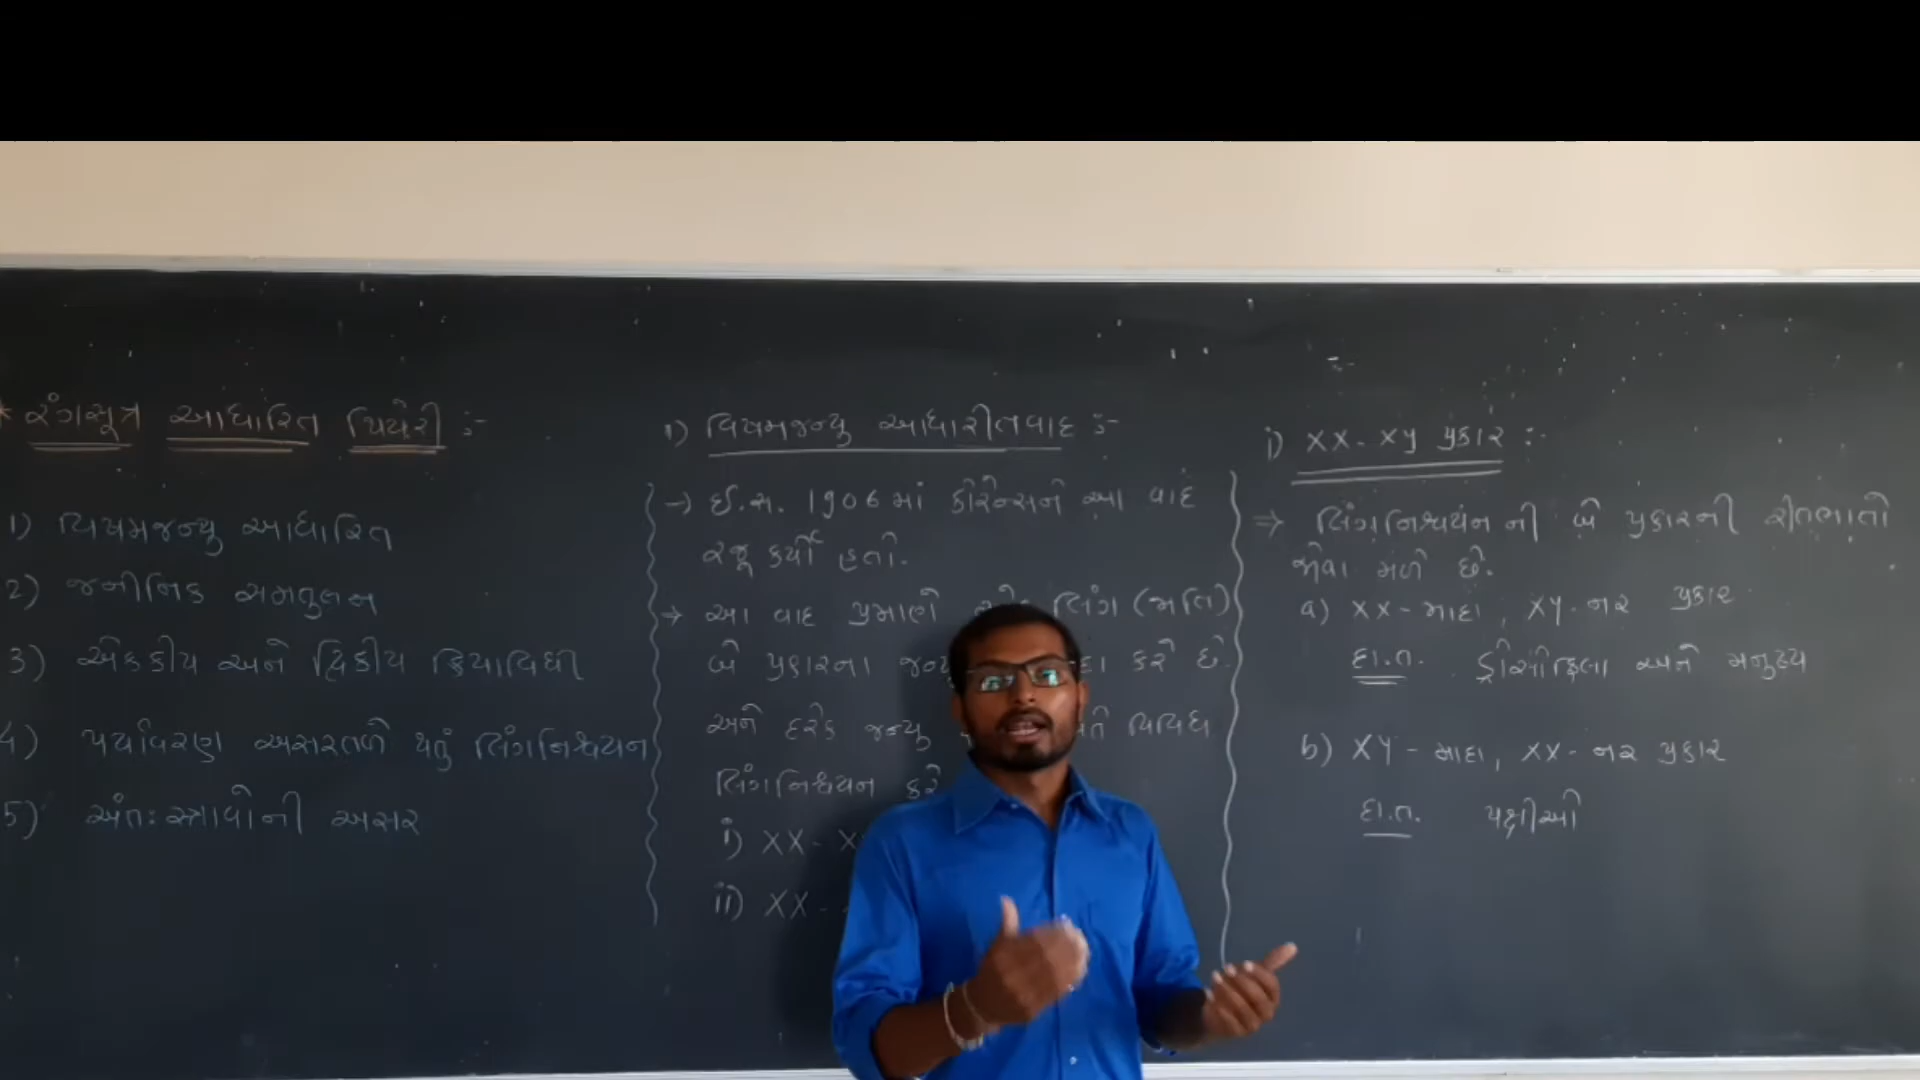 * રંગસૂત્ર આધારિત થિયેરી :-
1) વિષમજન્યુ આધારિત
2) જનીનિક સમતુલન
3) એકકીય અને દ્વિકીય ક્રિયાવિધી
4) પર્યાવરણ અસરતળે થતું લિંગનિશ્ચયન
5) અંતઃસ્ત્રાવોની અસર
1) વિષમજન્યુ આધારીતવાદ :-
→ ઈ.સ. 1906 માં કોરેન્સને આ વાદ
રજૂ કર્યો હતો.
→ આ વાદ પ્રમાણે લિંગ (જાતિ)
બે પ્રકારના કરે છે.
અને દરેક જન્યુ વિવિધ
લિંગનિશ્ચયન કરે
i) XX - X
ii) XX -
i) XX - XY પ્રકાર :-
⇒ લિંગનિશ્ચયન ની બે પ્રકારની રીતભાતો
જોવા મળે છે.
a) XX - માદા , XY - નર પ્રકાર
દા.ત. ડ્રોસોફિલા અને મનુષ્ય
b) XY - માદા, XX - નર પ્રકાર
દા.ત. પક્ષીઓ